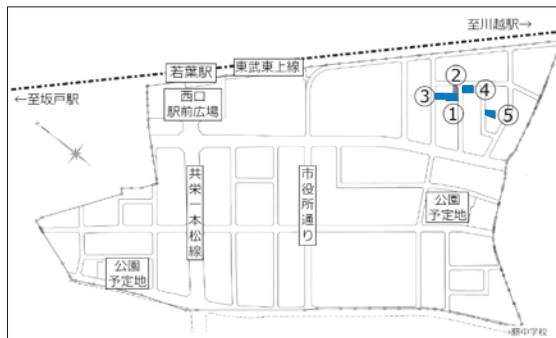 至川越駅→
東武東上線
若葉駅
←至坂戸駅
西口
駅前広場
②
③
④
①
⑤
共栄一本松線
市役所通り
公園
予定地
公園
予定地